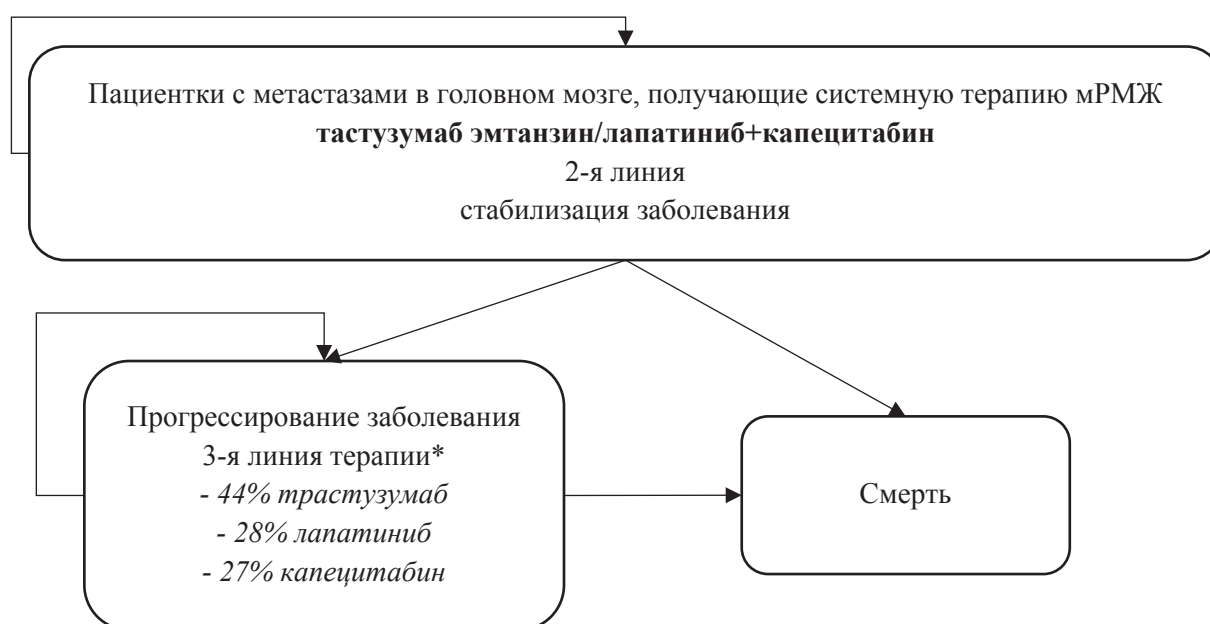 Пациентки с метастазами в головном мозге, получающие системную терапию мРМЖ
тастузумаб эмтанзин/лапатиниб+капецитабин
2-я линия
стабилизация заболевания
Прогрессирование заболевания
3-я линия терапии*
- 44% трастузумаб
- 28% лапатиниб
- 27% капецитабин
Смерть